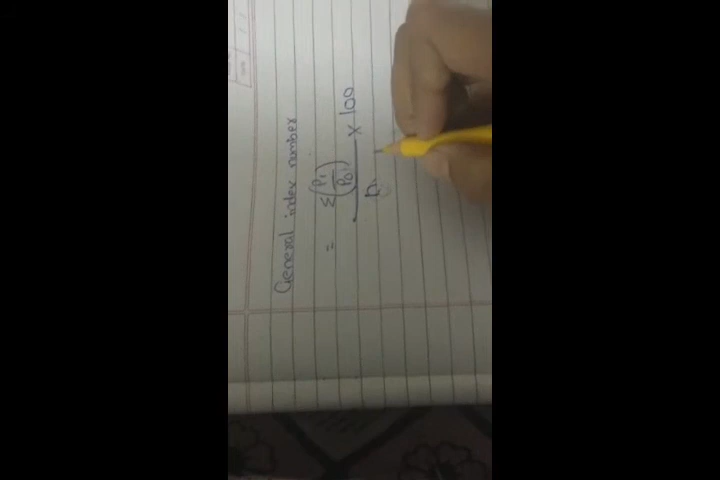 General index number
= Σ(P₁/P₀)/n × 100